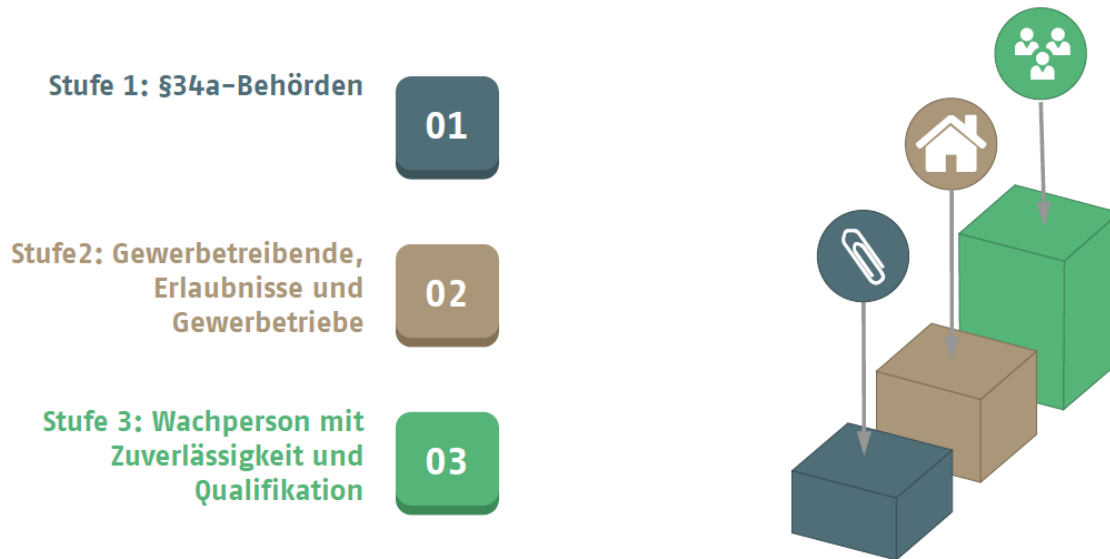 Stufe 1: §34a-Behörden
01
Stufe2: Gewerbetreibende,
Erlaubnisse und
Gewerbetriebe
02
Stufe 3: Wachperson mit
Zuverlässigkeit und
Qualifikation
03